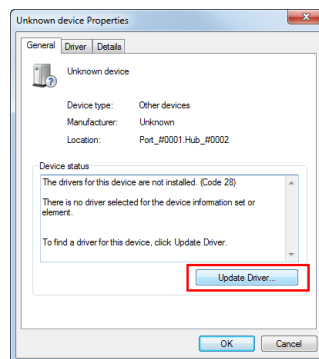 Unknown device Properties
General Driver Details
Unknown device
Device type: Other devices
Manufacturer: Unknown
Location: Port_#0001.Hub_#0002
Device status
The drivers for this device are not installed. (Code 28)
There is no driver selected for the device information set or
element.
To find a driver for this device, click Update Driver.
Update Driver...
OK Cancel